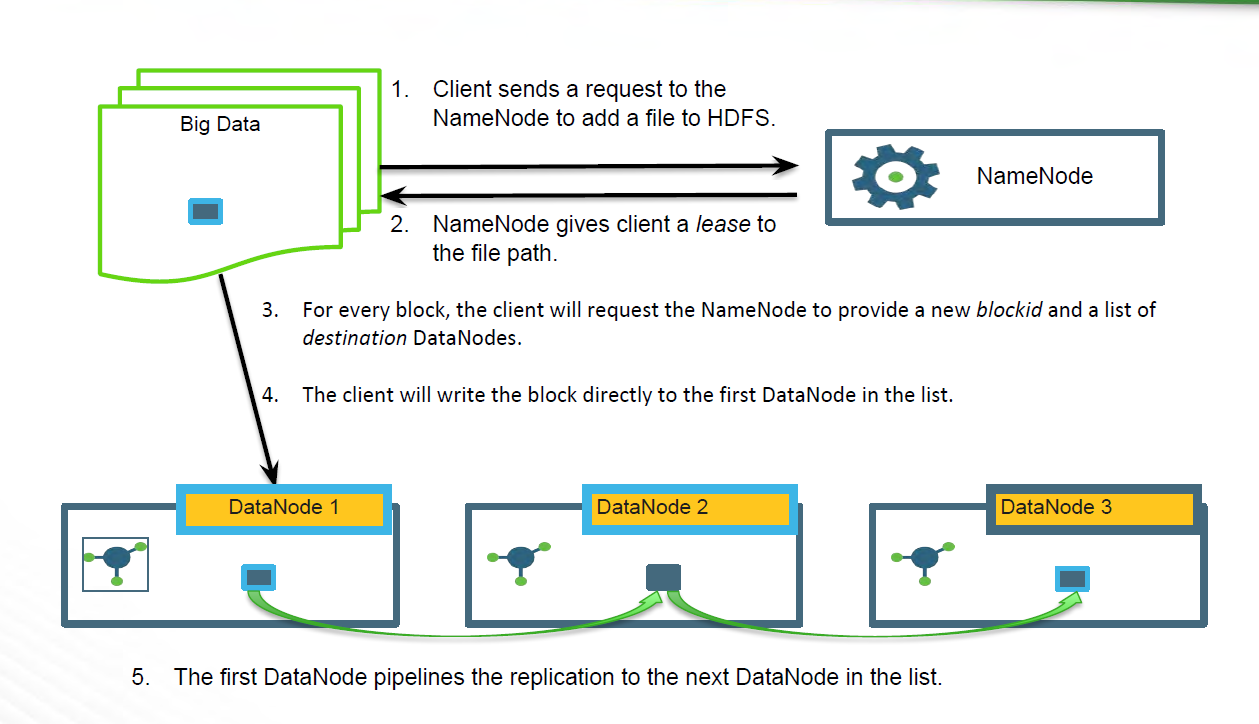 Big Data
1. Client sends a request to the
NameNode to add a file to HDFS.
NameNode
2. NameNode gives client a lease to
the file path.
3. For every block, the client will request the NameNode to provide a new blockid and a list of
destination DataNodes.
4. The client will write the block directly to the first DataNode in the list.
DataNode 1
DataNode 2
DataNode 3
5. The first DataNode pipelines the replication to the next DataNode in the list.